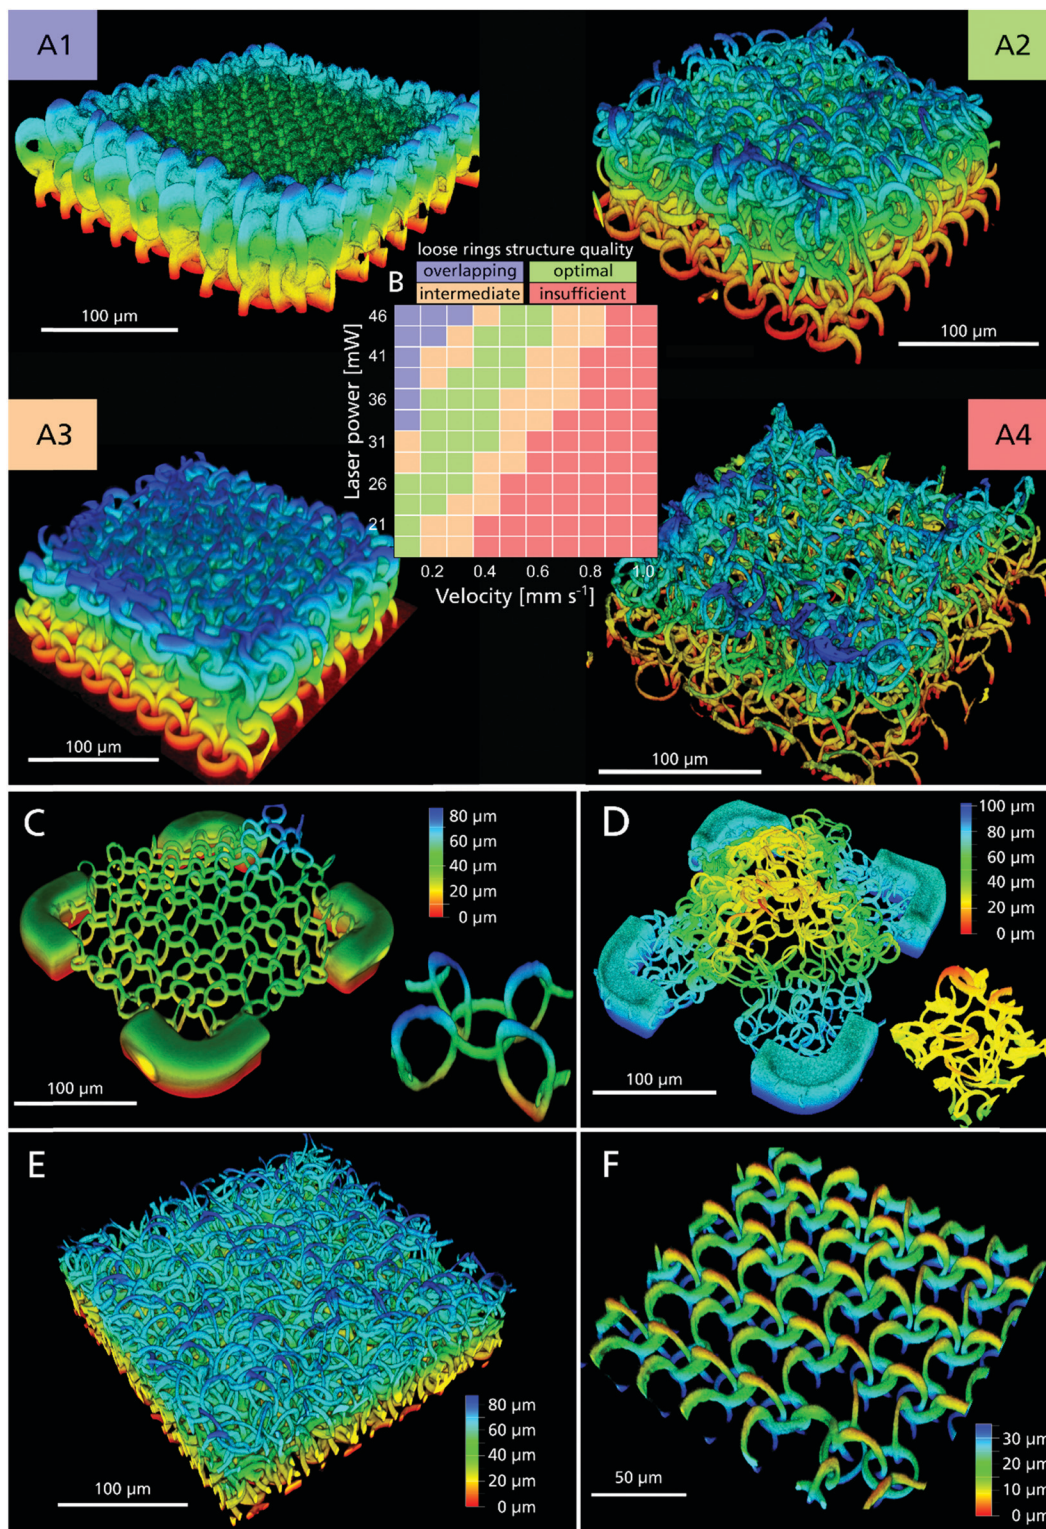 A1
A2
100 µm
100 µm
loose rings structure quality
B
overlapping
optimal
intermediate
insufficient
Laser power [mW]
46
41
36
31
26
21
0.2 0.4 0.6 0.8 1.0
Velocity [mm s⁻¹]
A3
A4
100 µm
100 µm
C
80 µm
60 µm
40 µm
20 µm
0 µm
100 µm
D
100 µm
80 µm
60 µm
40 µm
20 µm
0 µm
100 µm
E
80 µm
60 µm
40 µm
20 µm
0 µm
100 µm
F
30 µm
20 µm
10 µm
0 µm
50 µm